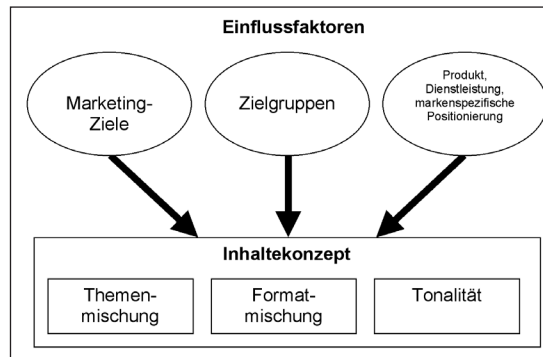 Einflussfaktoren
Marketing-
Ziele
Zielgruppen
Produkt,
Dienstleistung,
markenspezifische
Positionierung
Inhaltekonzept
Themen-
mischung
Format-
mischung
Tonalität